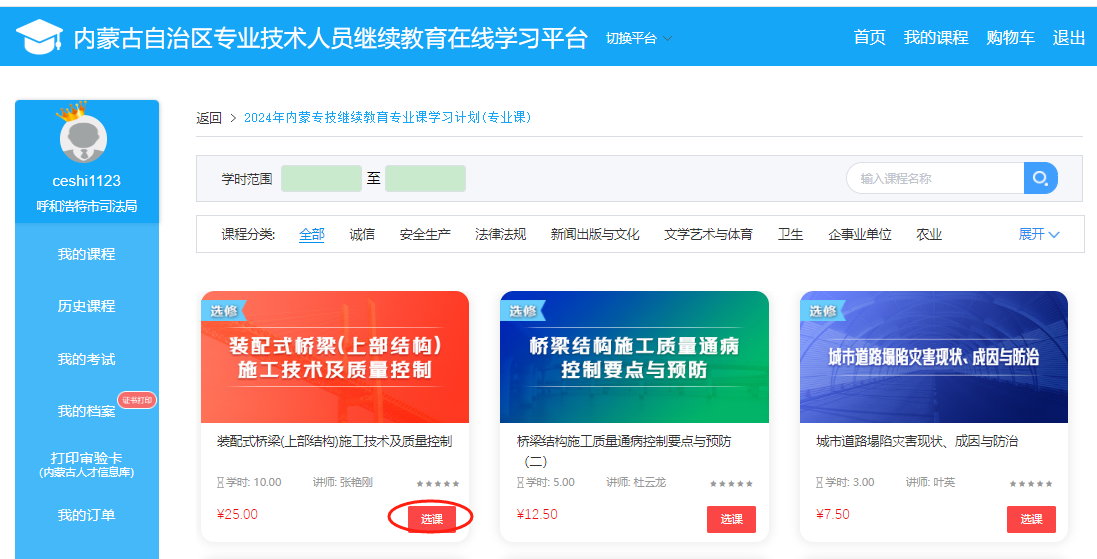 内蒙古自治区专业技术人员继续教育在线学习平台 切换平台 首页 我的课程 购物车 退出
ceshi1123
呼和浩特市司法局
我的课程
历史课程
我的考试
我的档案 证书打印
打印审验卡
(内蒙古人才信息库)
我的订单
返回 > 2024年内蒙专技继续教育专业课学习计划(专业课)
学时范围 至 输入课程名称
课程分类: 全部 诚信 安全生产 法律法规 新闻出版与文化 文学艺术与体育 卫生 企事业单位 农业 展开
选修
装配式桥梁(上部结构)
施工技术及质量控制
装配式桥梁(上部结构)施工技术及质量控制
学时: 10.00 讲师: 张艳刚
¥25.00 选课
选修
桥梁结构施工质量通病
控制要点与预防
桥梁结构施工质量通病控制要点与预防
（二）
学时: 5.00 讲师: 杜云龙
¥12.50 选课
选修
城市道路塌陷灾害现状、成因与防治
城市道路塌陷灾害现状、成因与防治
学时: 3.00 讲师: 叶英
¥7.50 选课